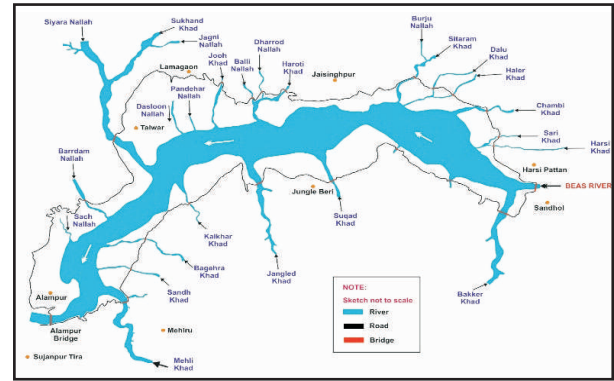 Siyara Nallah
Sukhand
Khad
Jagni
Nallah
Lamagaon
Jooh
Khad
Balli
Nallah
Dharrod
Nallah
Haroti
Khad
Jaisinghpur
Burju
Nallah
Sitaram
Khad
Dalu
Khad
Haler
Khad
Chambi
Khad
Pandehar
Nallah
Dastoon
Nallah
Talwar
Sari
Khad
Harsi
Khad
Barrdam
Nallah
Harsi Pattan
BEAS RIVER
Sandhol
Jungle Beri
Sach
Nallah
Suqad
Khad
Kalkhar
Khad
Bagahra
Khad
Jangled
Khad
Sandh
Khad
Bakker
Khad
Alampur
Alampur
Bridge
Mehlru
Sujanpur Tira
Mehli
Khad
NOTE:
Sketch not to scale
River
Road
Bridge